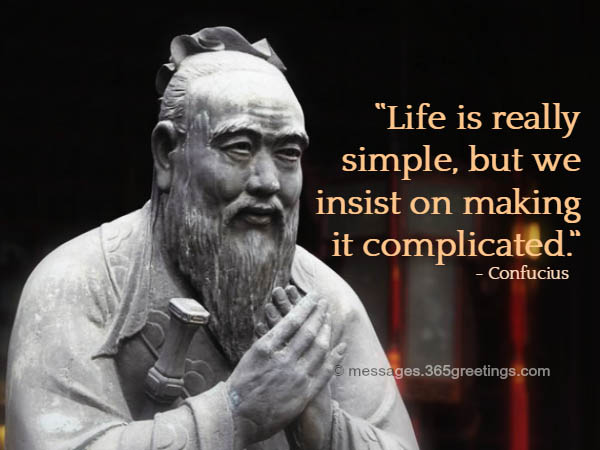 “Life is really
simple, but we
insist on making
it complicated.“
- Confucius
© messages.365greetings.com